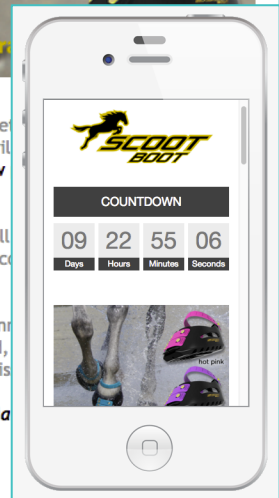 SCOOT
BOOT
COUNTDOWN
09 22 55 06
Days Hours Minutes Seconds
hot pink